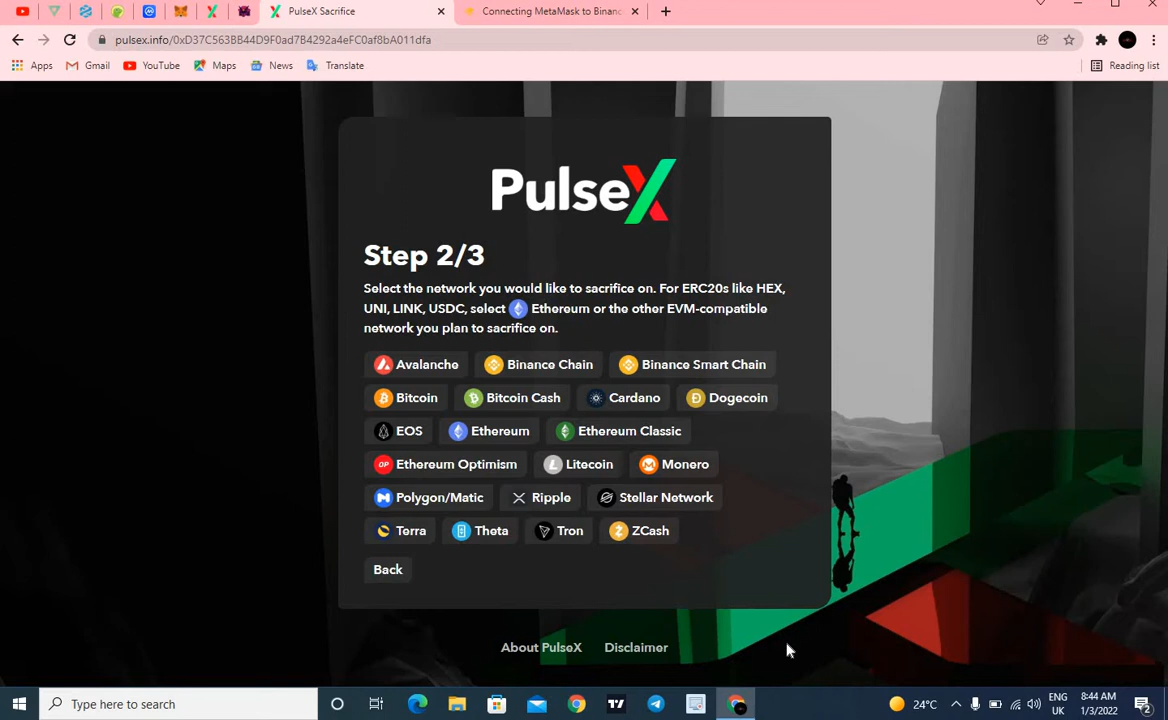 PulseX Sacrifice
Connecting MetaMask to Binanc
pulsex.info/0xD37C563BB44D9F0ad7B4292a4eFC0af8bA011dfa
Apps
Gmail
YouTube
Maps
News
Translate
Reading list
PulseX
Step 2/3
Select the network you would like to sacrifice on. For ERC20s like HEX,
UNI, LINK, USDC, select Ethereum or the other EVM-compatible
network you plan to sacrifice on.
Avalanche
Binance Chain
Binance Smart Chain
Bitcoin
Bitcoin Cash
Cardano
Dogecoin
EOS
Ethereum
Ethereum Classic
OP
Ethereum Optimism
Litecoin
Monero
Polygon/Matic
Ripple
Stellar Network
Terra
Theta
Tron
ZCash
Back
About PulseX
Disclaimer
Type here to search
24°C
ENG
UK
8:44 AM
1/3/2022
2